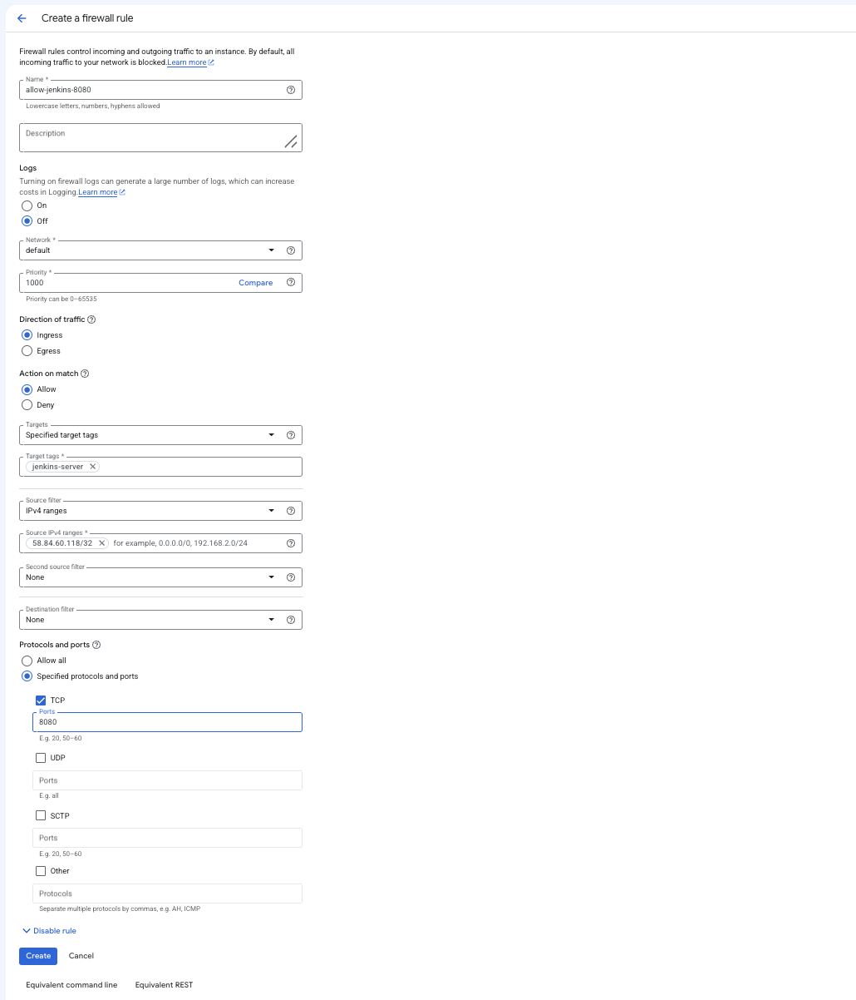 Create a firewall rule
Firewall rules control incoming and outgoing traffic to an instance. By default, all
incoming traffic to your network is blocked. Learn more
Name *
allow-jenkins-8080
Lowercase letters, numbers, hyphens allowed
Description
Logs
Turning on firewall logs can generate a large number of logs, which can increase
costs in Logging. Learn more
On
Off
Network *
default
Priority *
1000 Compare
Priority can be 0–65535
Direction of traffic
Ingress
Egress
Action on match
Allow
Deny
Targets
Specified target tags
Target tags *
jenkins-server
Source filter
IPv4 ranges
Source IPv4 ranges *
58.84.60.118/32 for example, 0.0.0.0/0, 192.168.2.0/24
Second source filter
None
Destination filter
None
Protocols and ports
Allow all
Specified protocols and ports
TCP
Ports
8080
E.g. 20, 50–60
UDP
Ports
E.g. all
SCTP
Ports
E.g. 20, 50–60
Other
Protocols
Separate multiple protocols by commas, e.g. AH, ICMP
Disable rule
Create Cancel
Equivalent command line Equivalent REST